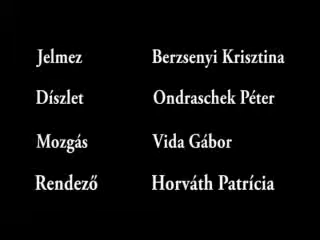 Jelmez Berzsenyi Krisztina
Díszlet Ondraschek Péter
Mozgás Vida Gábor
Rendező Horváth Patrícia